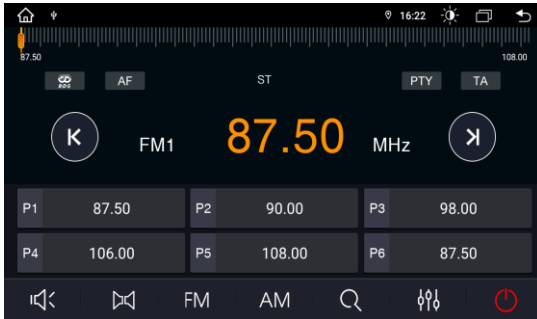 16:22
87.50
108.00
RDS AF ST PTY TA
FM1 87.50 MHz
P1 87.50 P2 90.00 P3 98.00
P4 106.00 P5 108.00 P6 87.50
FM AM